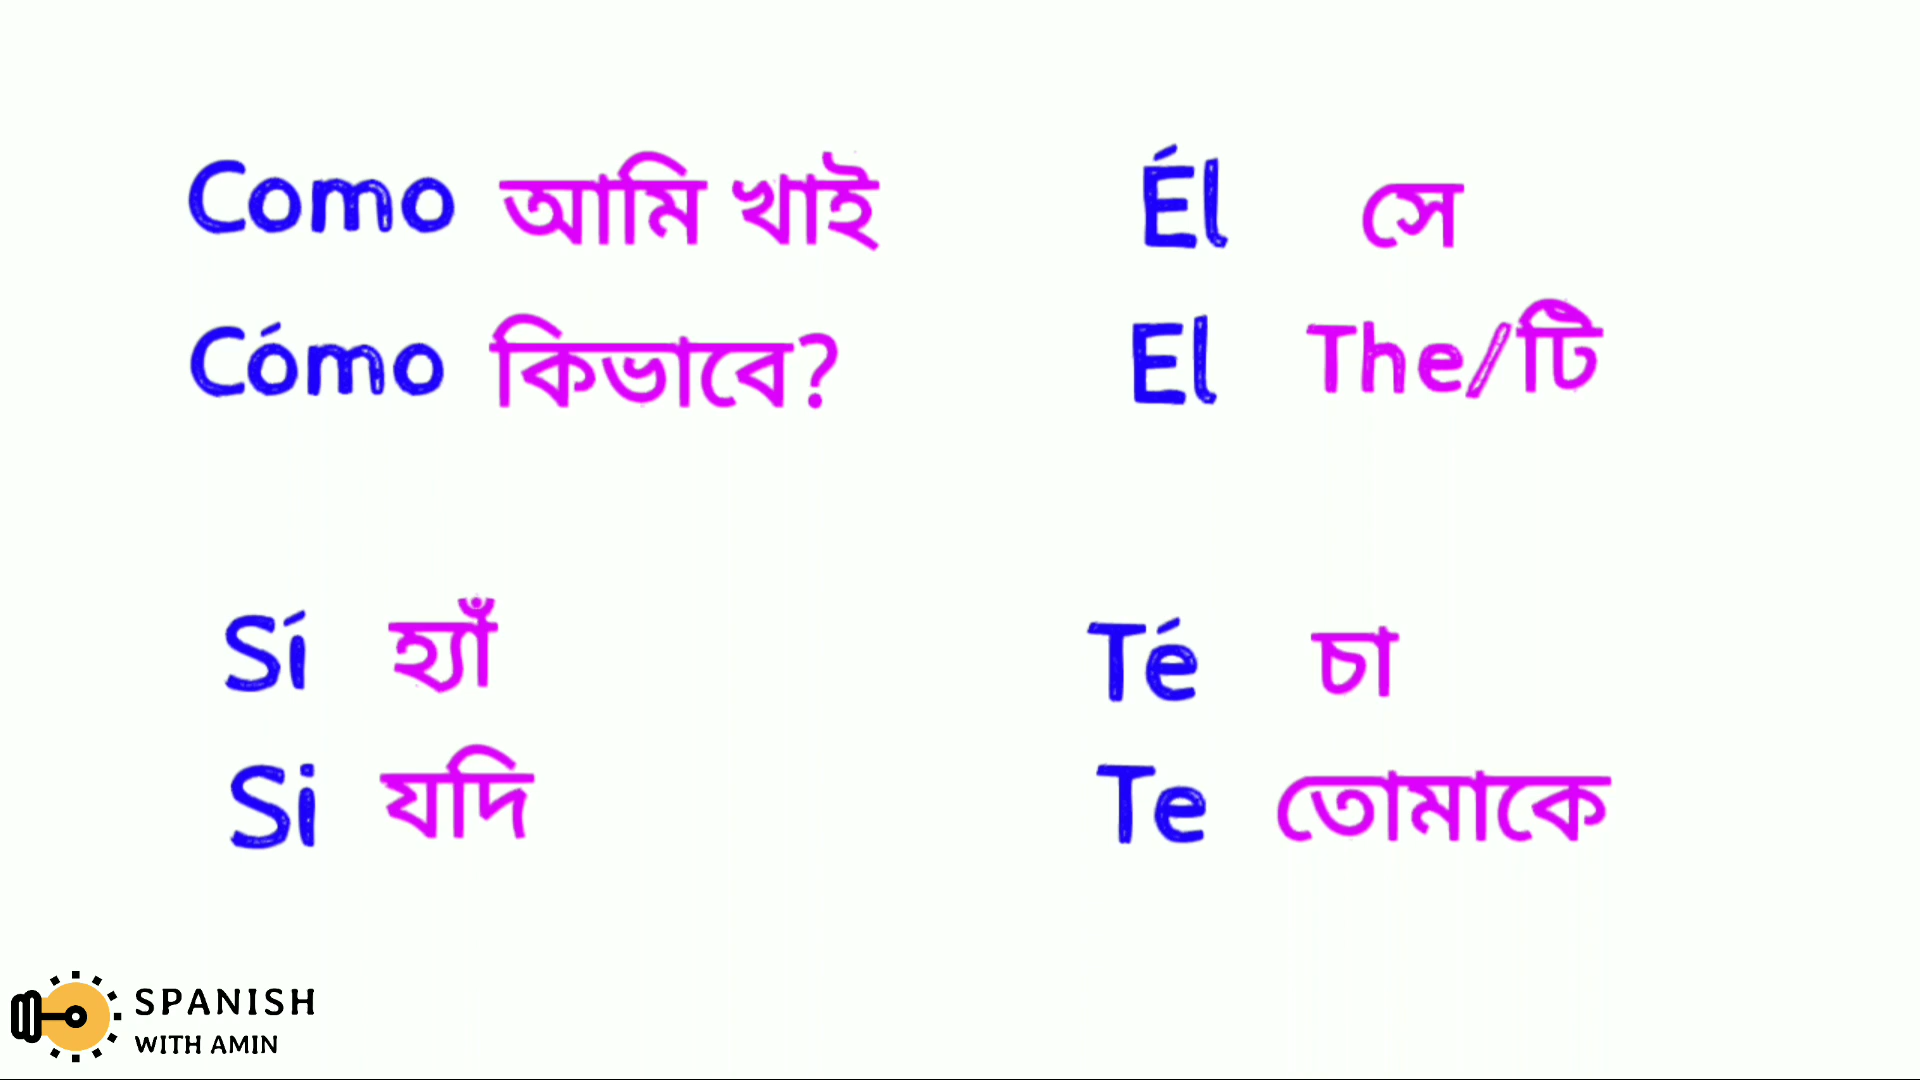 Como আমি খাই
Cómo কিভাবে?
Él সে
El The/টি
Sí হ্যাঁ
Si যদি
Té চা
Te তোমাকে
SPANISH
WITH AMIN